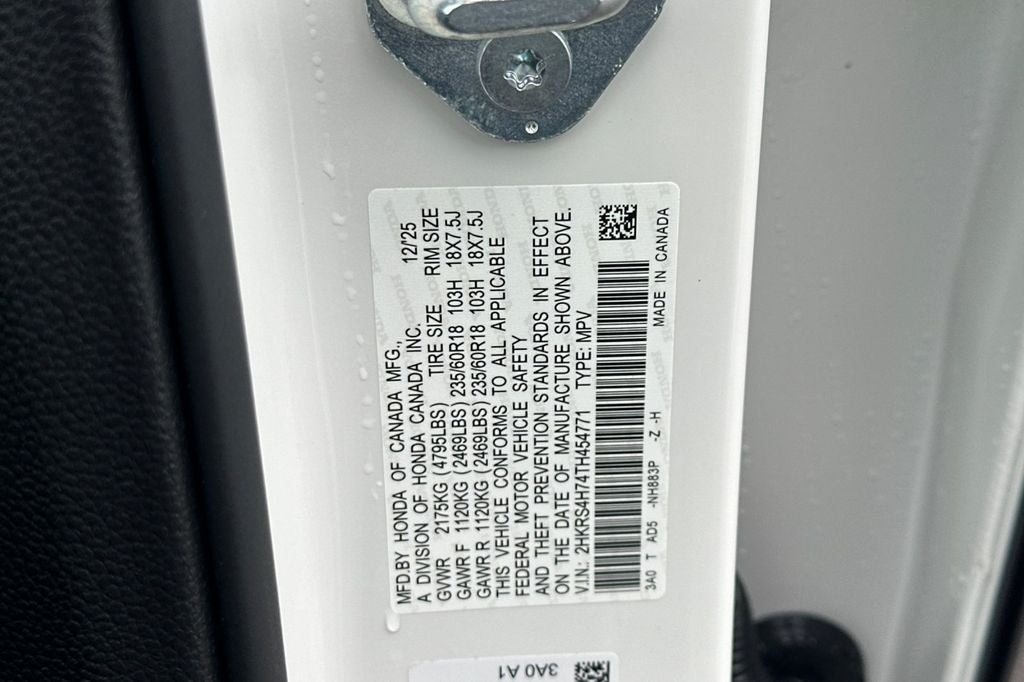 MFD.BY HONDA OF CANADA MFG., 12/'25
A DIVISION OF HONDA CANADA INC.
GVWR 2175KG (4795LBS) TIRE SIZE RIM SIZE
GAWR F 1120KG (2469LBS) 235/60R18 103H 18X7.5J
GAWR R 1120KG (2469LBS) 235/60R18 103H 18X7.5J
THIS VEHICLE CONFORMS TO ALL APPLICABLE
FEDERAL MOTOR VEHICLE SAFETY
AND THEFT PREVENTION STANDARDS IN EFFECT
ON THE DATE OF MANUFACTURE SHOWN ABOVE.
V.I.N.: 2HKRS4H74TH454771 TYPE: MPV
3A0 T AD5 -NH883P -Z -H MADE IN CANADA
3A0 A1